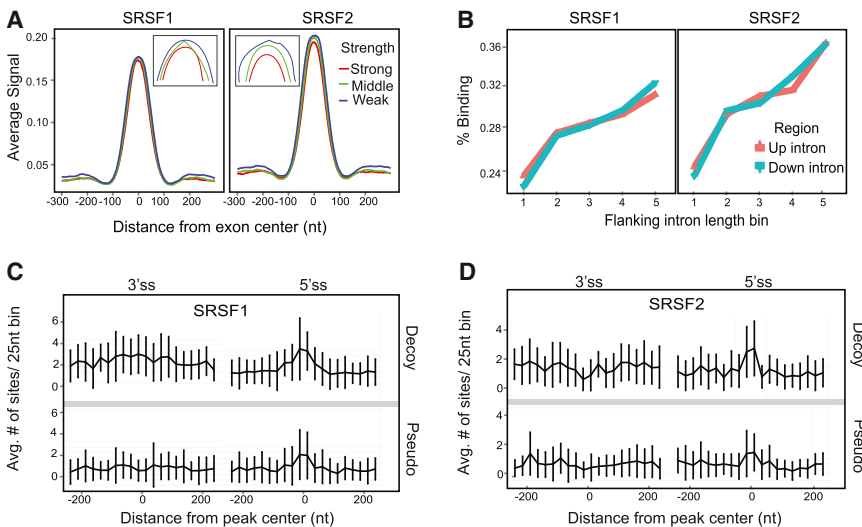 A
SRSF1
SRSF2
Average Signal
0.20
0.15
0.10
0.05
Strength
Strong
Middle
Weak
-300 -200 -100 0 100 200
-300 -200 -100 0 100 200
Distance from exon center (nt)
B
SRSF1
SRSF2
% Binding
0.36
0.32
0.28
0.24
Region
Up intron
Down intron
1 2 3 4 5
1 2 3 4 5
Flanking intron length bin
C
3'ss
5'ss
SRSF1
Avg. # of sites/ 25nt bin
6
4
2
0
Decoy
6
4
2
0
Pseudo
-200 0 200
-200 0 200
Distance from peak center (nt)
D
3'ss
5'ss
SRSF2
Avg. # of sites/ 25nt bin
4
2
0
Decoy
4
2
0
Pseudo
-200 0 200
-200 0 200
Distance from peak center (nt)